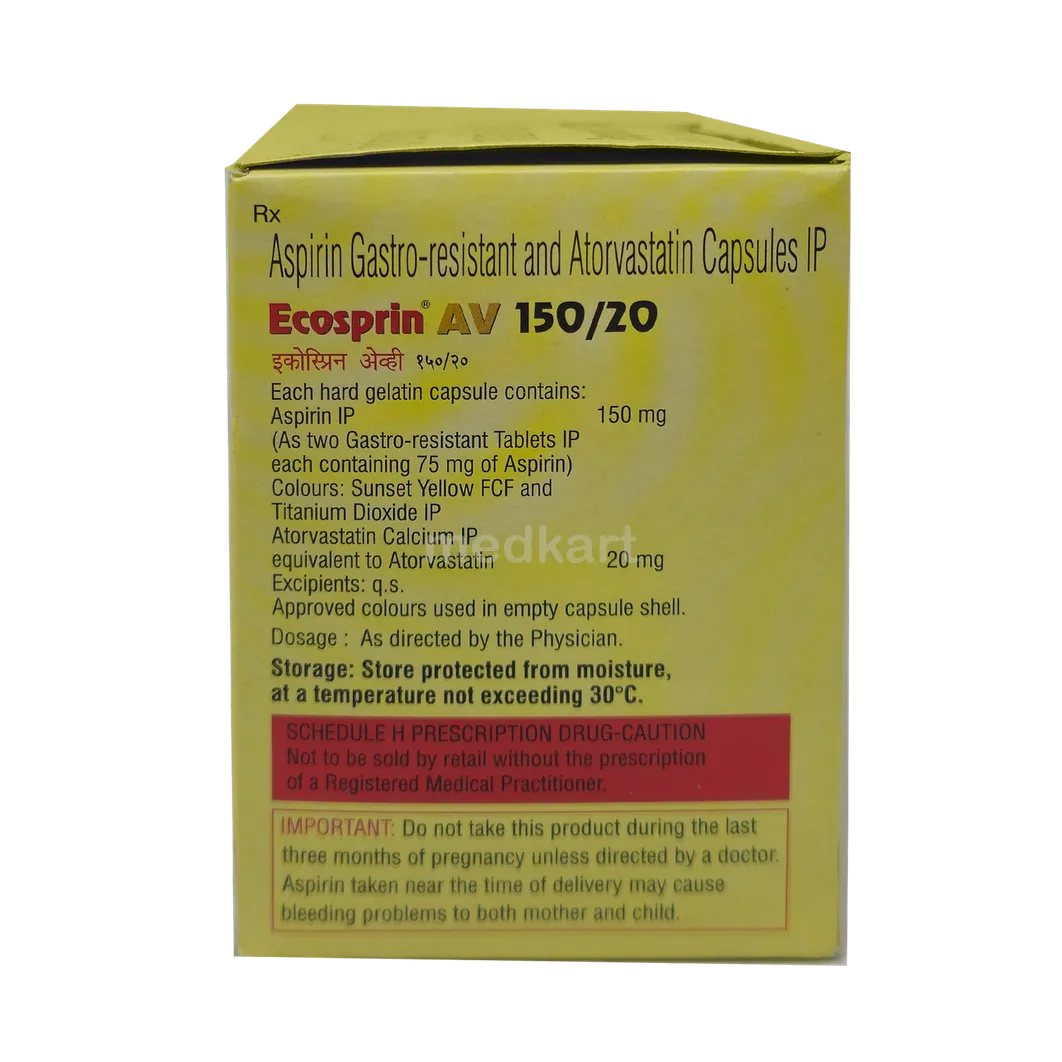 Rx
Aspirin Gastro-resistant and Atorvastatin Capsules IP
Ecosprin® AV 150/20
इकोस्प्रिन ॲव्ही १५०/२०
Each hard gelatin capsule contains:
Aspirin IP 150 mg
(As two Gastro-resistant Tablets IP
each containing 75 mg of Aspirin)
Colours: Sunset Yellow FCF and
Titanium Dioxide IP
Atorvastatin Calcium IP
medkart
equivalent to Atorvastatin 20 mg
Excipients: q.s.
Approved colours used in empty capsule shell.
Dosage : As directed by the Physician.
Storage: Store protected from moisture,
at a temperature not exceeding 30°C.
SCHEDULE H PRESCRIPTION DRUG-CAUTION
Not to be sold by retail without the prescription
of a Registered Medical Practitioner.
IMPORTANT: Do not take this product during the last
three months of pregnancy unless directed by a doctor.
Aspirin taken near the time of delivery may cause
bleeding problems to both mother and child.